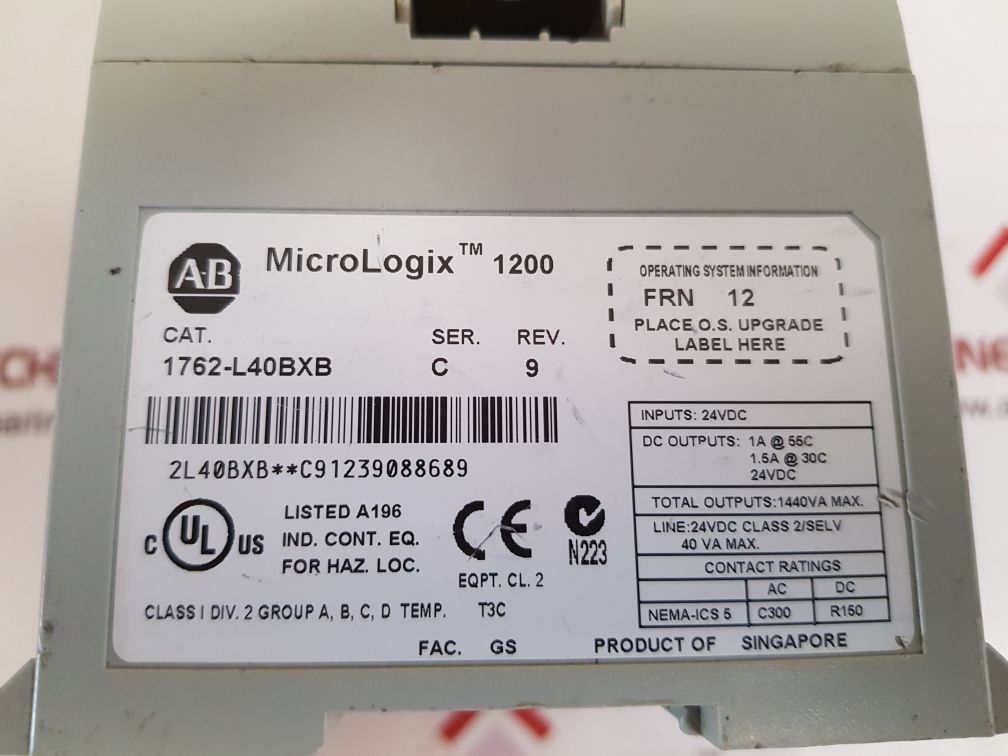 AB MicroLogix™ 1200
OPERATING SYSTEM INFORMATION
FRN 12
PLACE O.S. UPGRADE
LABEL HERE
CAT. SER. REV.
1762-L40BXB C 9
2L40BXB**C91239088689
INPUTS: 24VDC
DC OUTPUTS: 1A @ 55C
1.5A @ 30C
24VDC
TOTAL OUTPUTS:1440VA MAX.
LINE:24VDC CLASS 2/SELV
40 VA MAX.
CONTACT RATINGS
AC DC
NEMA-ICS 5 C300 R150
C UL US
LISTED A196
IND. CONT. EQ.
FOR HAZ. LOC.
CE
EQPT. CL. 2
N223
CLASS I DIV. 2 GROUP A, B, C, D TEMP. T3C
FAC. GS PRODUCT OF SINGAPORE